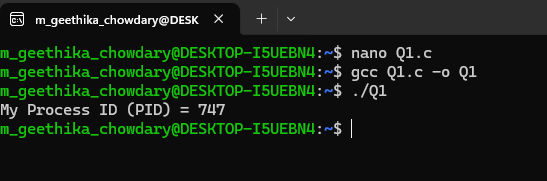 m_geethika_chowdary@DESK
m_geethika_chowdary@DESKTOP-I5UEBN4:~$ nano Q1.c
m_geethika_chowdary@DESKTOP-I5UEBN4:~$ gcc Q1.c -o Q1
m_geethika_chowdary@DESKTOP-I5UEBN4:~$ ./Q1
My Process ID (PID) = 747
m_geethika_chowdary@DESKTOP-I5UEBN4:~$